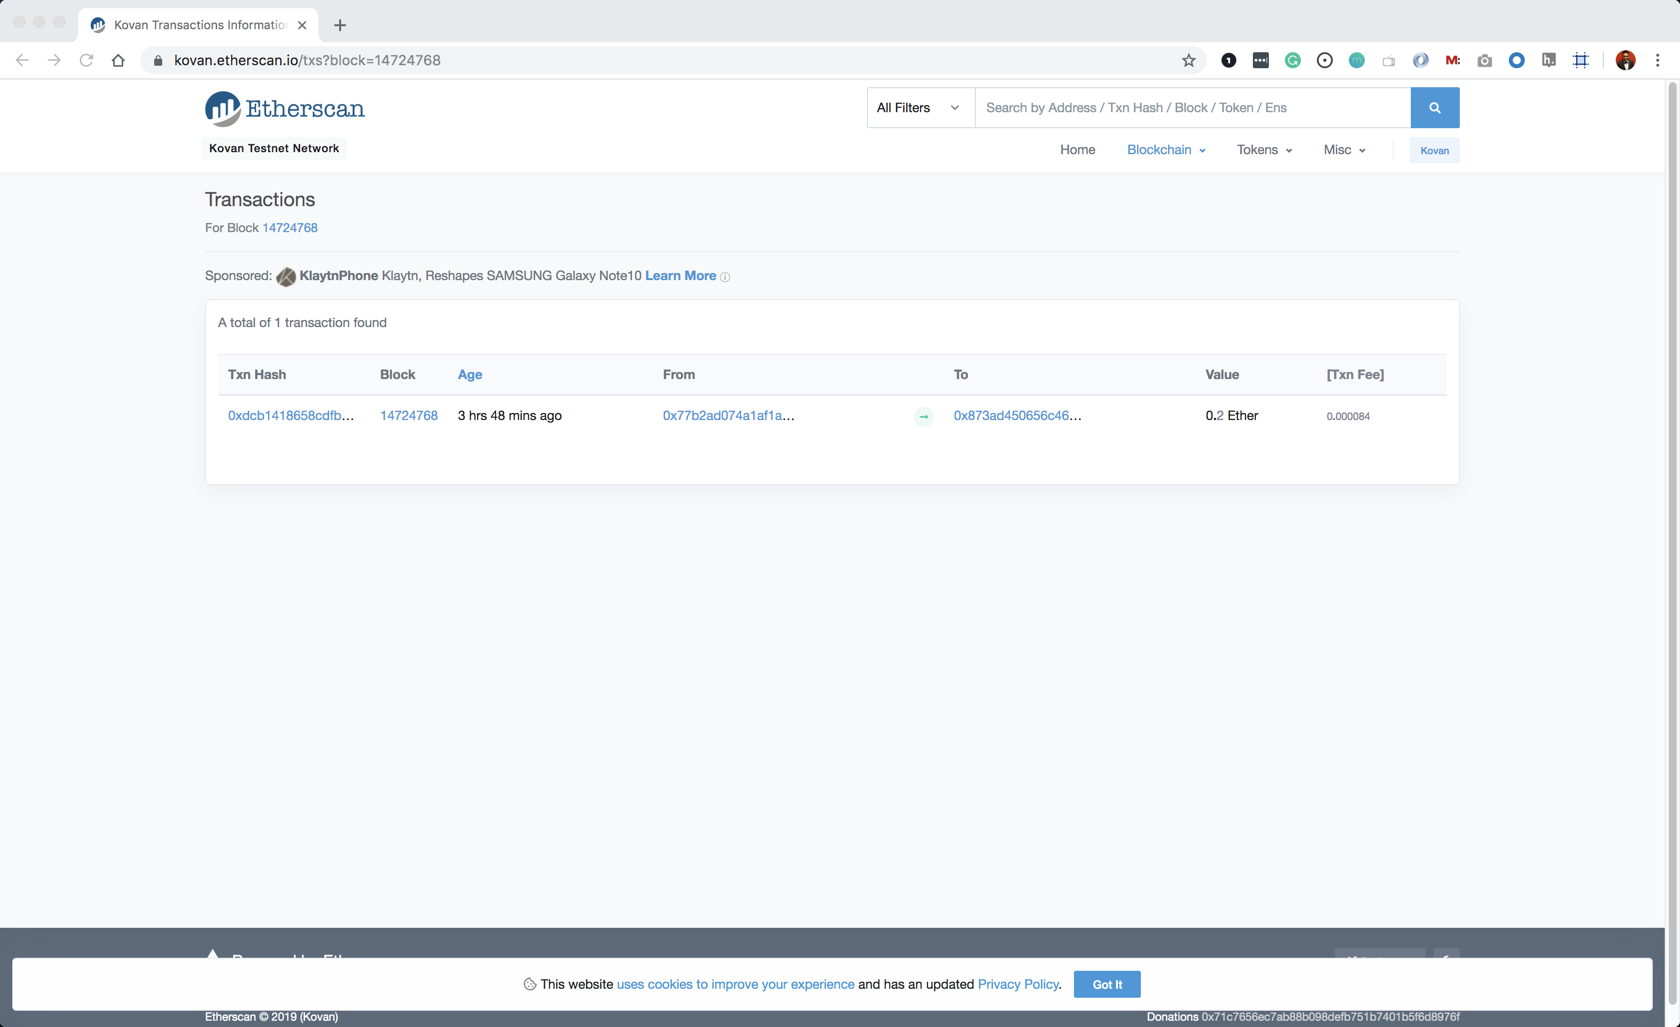 Kovan Transactions Information
kovan.etherscan.io/txs?block=14724768
Etherscan
All Filters
Search by Address / Txn Hash / Block / Token / Ens
Kovan Testnet Network
Home Blockchain Tokens Misc Kovan
Transactions
For Block 14724768
Sponsored: KlaytnPhone Klaytn, Reshapes SAMSUNG Galaxy Note10 Learn More
A total of 1 transaction found
Txn Hash Block Age From To Value [Txn Fee]
0xdcb1418658cdfb... 14724768 3 hrs 48 mins ago 0x77b2ad074a1af1a... → 0x873ad450656c46... 0.2 Ether 0.000084
This website uses cookies to improve your experience and has an updated Privacy Policy. Got It
Etherscan © 2019 (Kovan)
Donations 0x71c7656ec7ab88b098defb751b7401b5f6d8976f